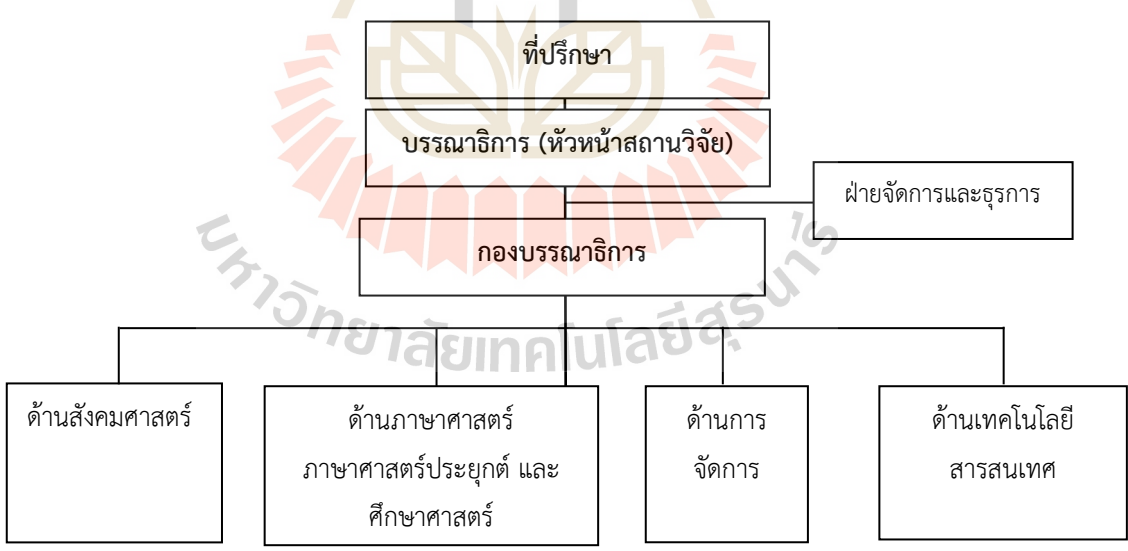 ที่ปรึกษา
บรรณาธิการ (หัวหน้าสถานวิจัย)
ฝ่ายจัดการและธุรการ
กองบรรณาธิการ
มหาวิทยาลัยเทคโนโลยีสุรนารี
ด้านสังคมศาสตร์
ด้านภาษาศาสตร์
ภาษาศาสตร์ประยุกต์ และ
ศึกษาศาสตร์
ด้านการ
จัดการ
ด้านเทคโนโลยี
สารสนเทศ